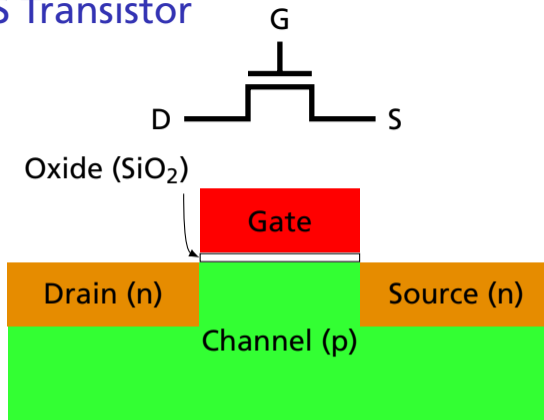 S Transistor
G
D
S
Oxide (SiO₂)
Gate
Drain (n)
Source (n)
Channel (p)